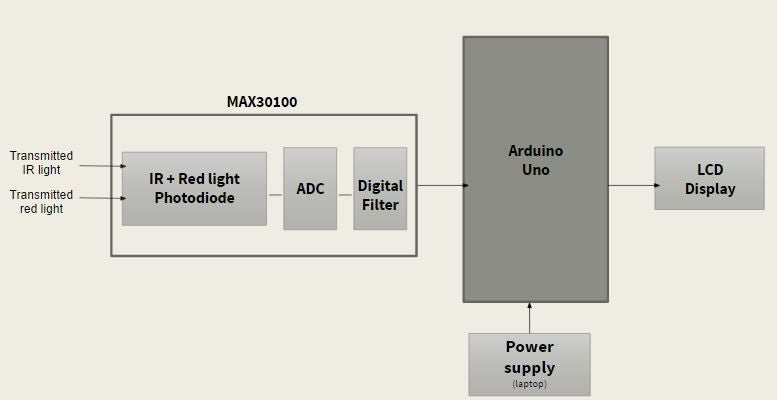 MAX30100
Transmitted
IR light
Transmitted
red light
IR + Red light
Photodiode
ADC
Digital
Filter
Arduino
Uno
LCD
Display
Power
supply
(laptop)